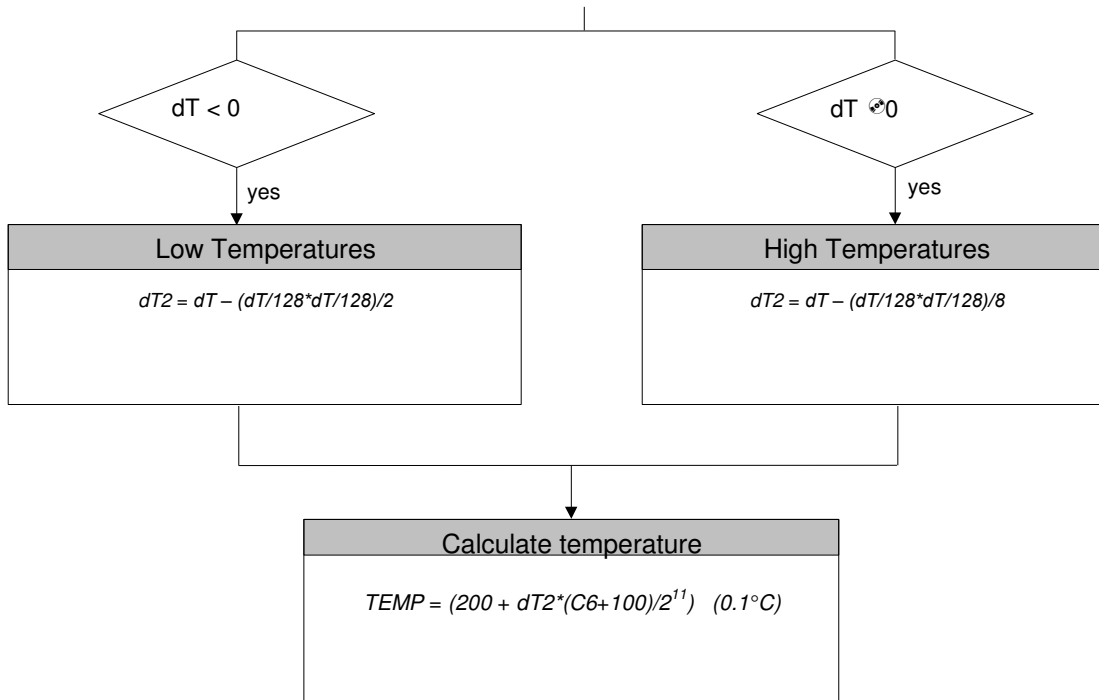 dT < 0
dT 0
yes
yes
Low Temperatures
High Temperatures
dT2 = dT – (dT/128*dT/128)/2
dT2 = dT – (dT/128*dT/128)/8
Calculate temperature
TEMP = (200 + dT2*(C6+100)/2¹¹) (0.1°C)